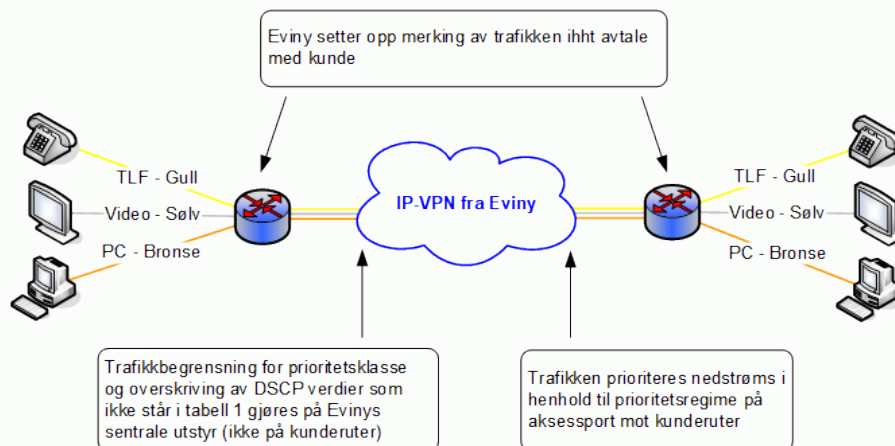 Eviny setter opp merking av trafikken ihht avtale
med kunde
TLF - Gull
Video - Sølv
PC - Bronse
IP-VPN fra Eviny
TLF - Gull
Video - Sølv
PC - Bronse
Trafikkbegrensning for prioritetsklasse
og overskriving av DSCP verdier som
ikke står i tabell 1 gjøres på Evinys
sentrale utstyr (ikke på kunderuter)
Trafikken prioriteres nedstrøms i
henhold til prioritetsregime på
aksessport mot kunderuter